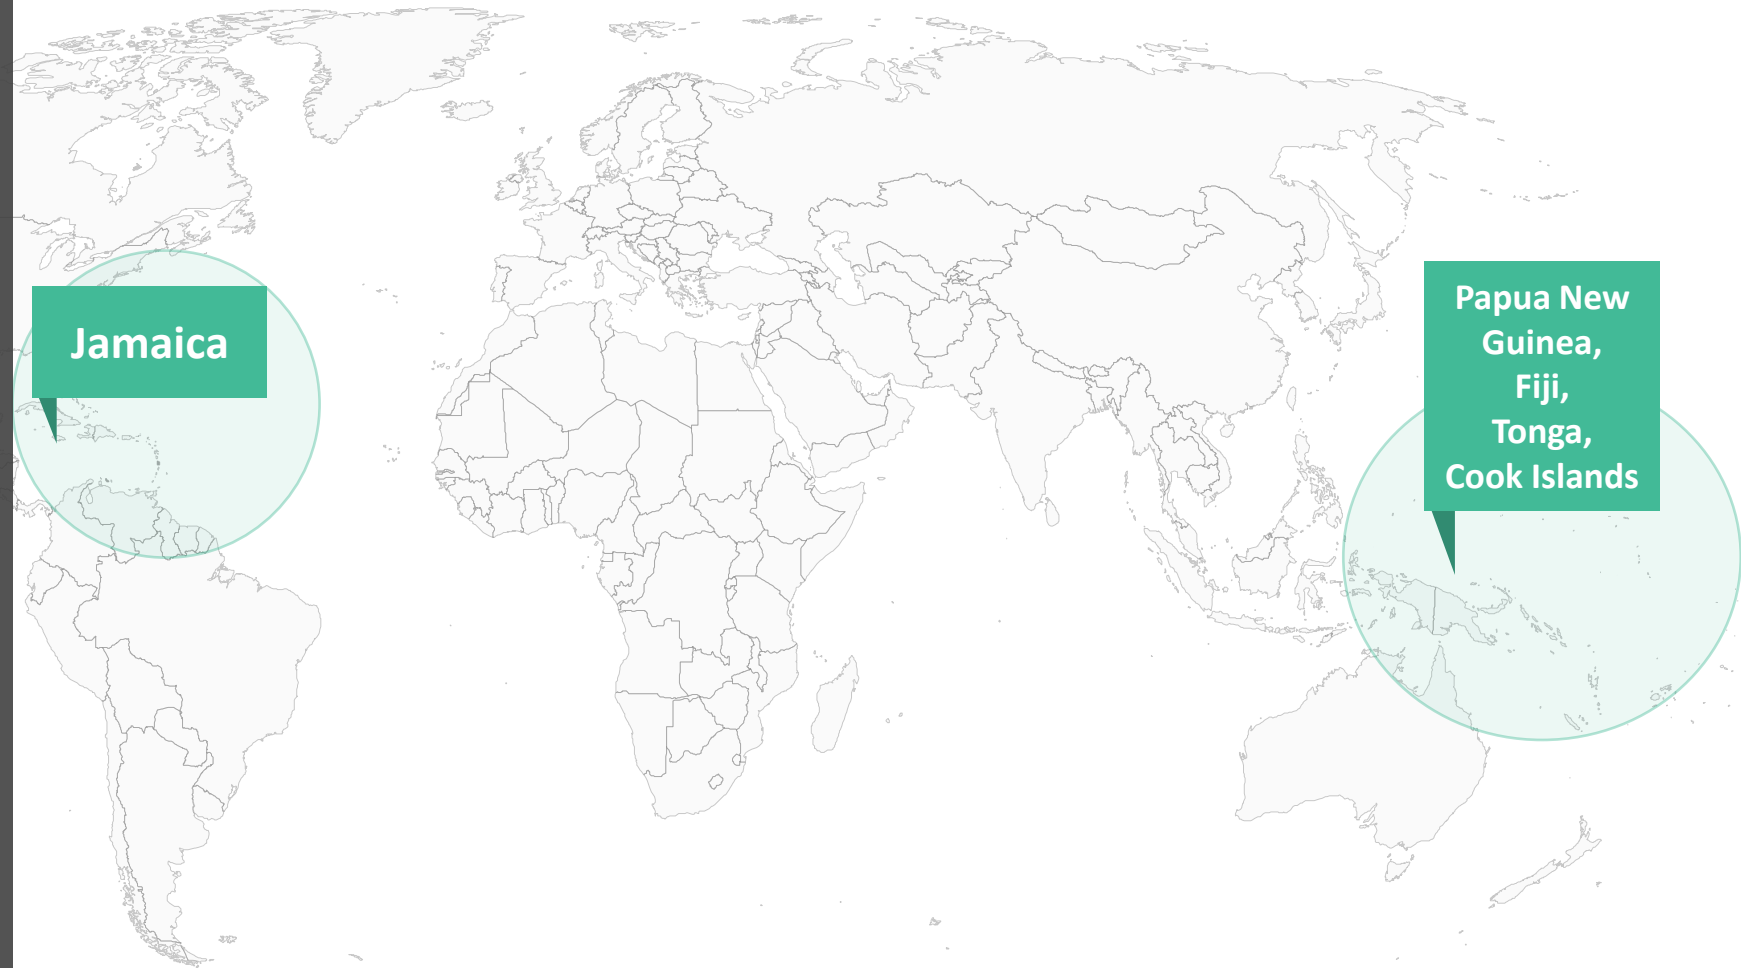 Jamaica
Papua New
Guinea,
Fiji,
Tonga,
Cook Islands